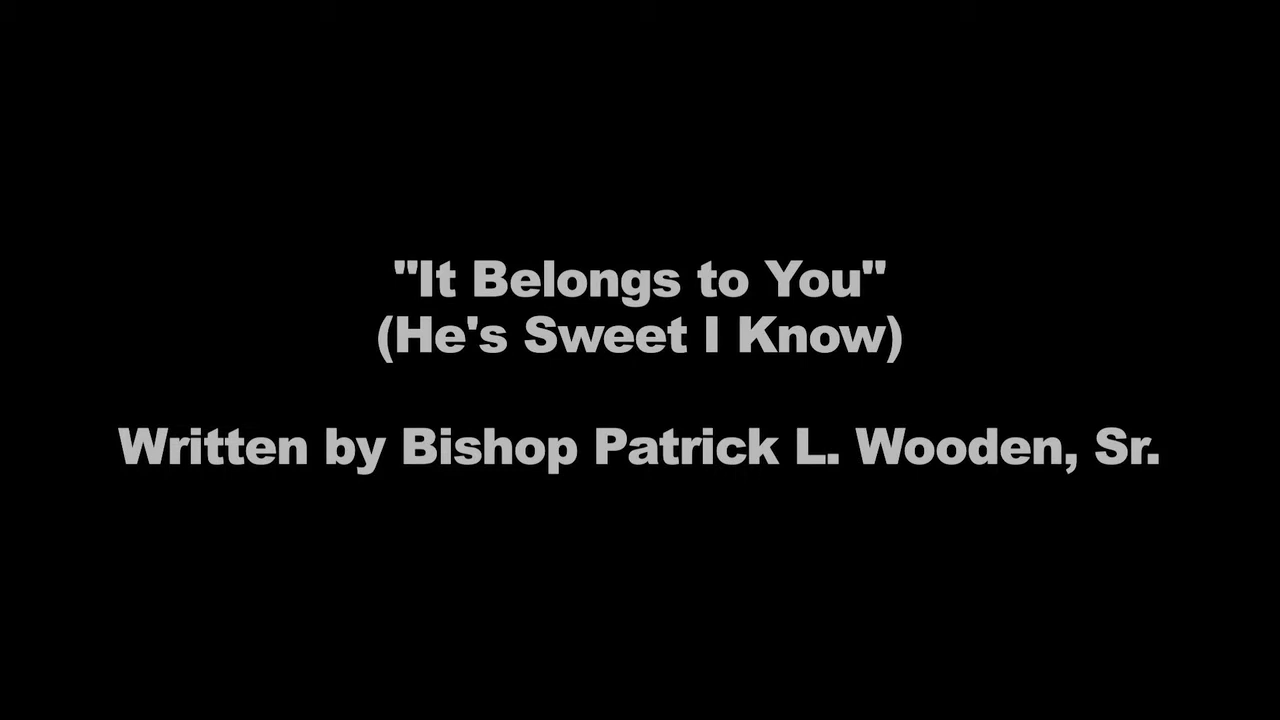 "It Belongs to You"
(He's Sweet I Know)
Written by Bishop Patrick L. Wooden, Sr.